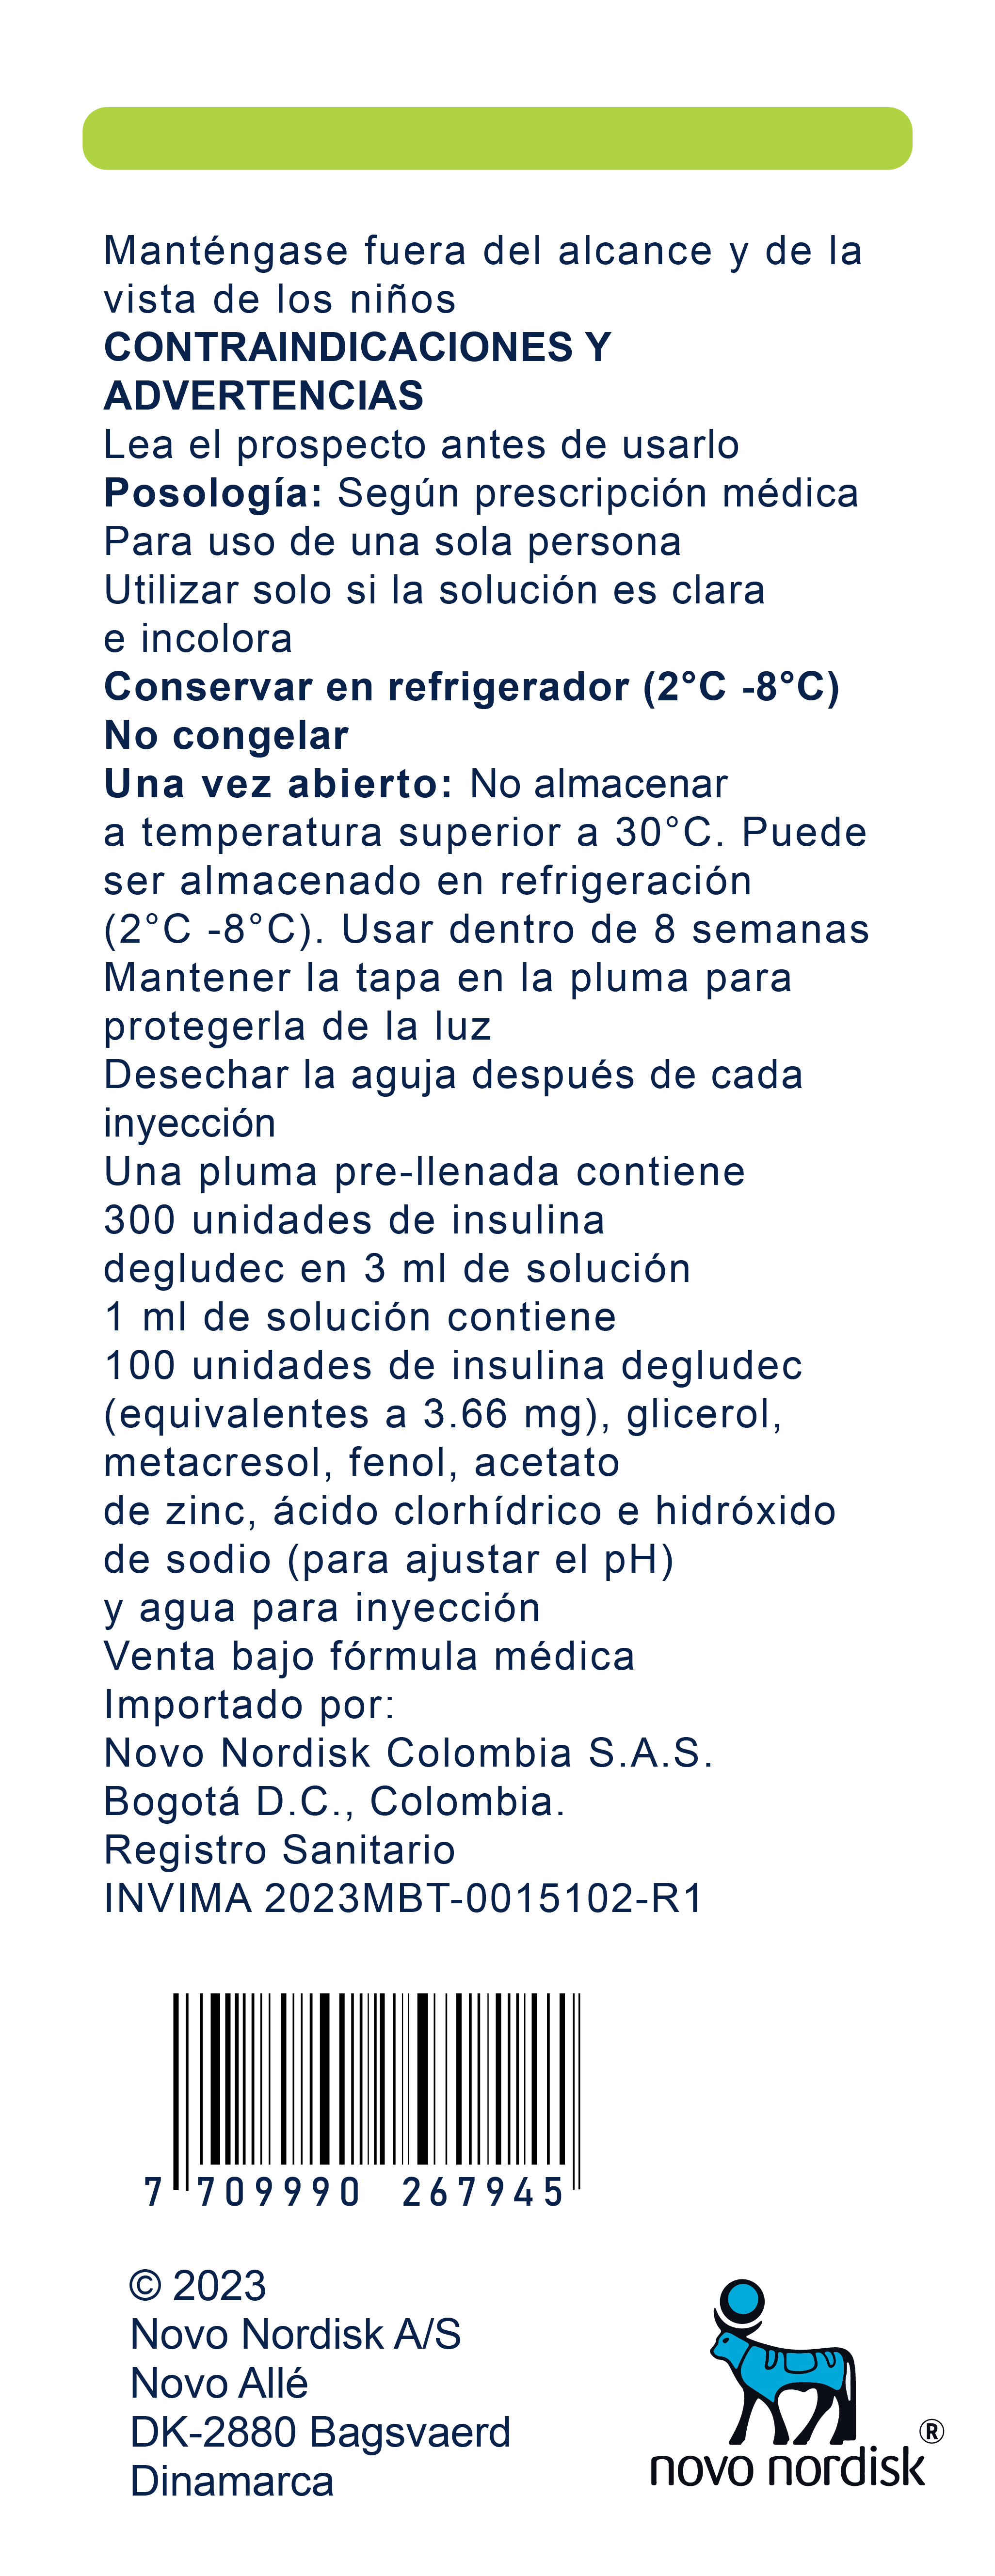 Manténgase fuera del alcance y de la
vista de los niños
CONTRAINDICACIONES Y
ADVERTENCIAS
Lea el prospecto antes de usarlo
Posología: Según prescripción médica
Para uso de una sola persona
Utilizar solo si la solución es clara
e incolora
Conservar en refrigerador (2°C -8°C)
No congelar
Una vez abierto: No almacenar
a temperatura superior a 30°C. Puede
ser almacenado en refrigeración
(2°C -8°C). Usar dentro de 8 semanas
Mantener la tapa en la pluma para
protegerla de la luz
Desechar la aguja después de cada
inyección
Una pluma pre-llenada contiene
300 unidades de insulina
degludec en 3 ml de solución
1 ml de solución contiene
100 unidades de insulina degludec
(equivalentes a 3.66 mg), glicerol,
metacresol, fenol, acetato
de zinc, ácido clorhídrico e hidróxido
de sodio (para ajustar el pH)
y agua para inyección
Venta bajo fórmula médica
Importado por:
Novo Nordisk Colombia S.A.S.
Bogotá D.C., Colombia.
Registro Sanitario
INVIMA 2023MBT-0015102-R1
7 709990 267945
© 2023
Novo Nordisk A/S
Novo Allé
DK-2880 Bagsvaerd
Dinamarca
novo nordisk®